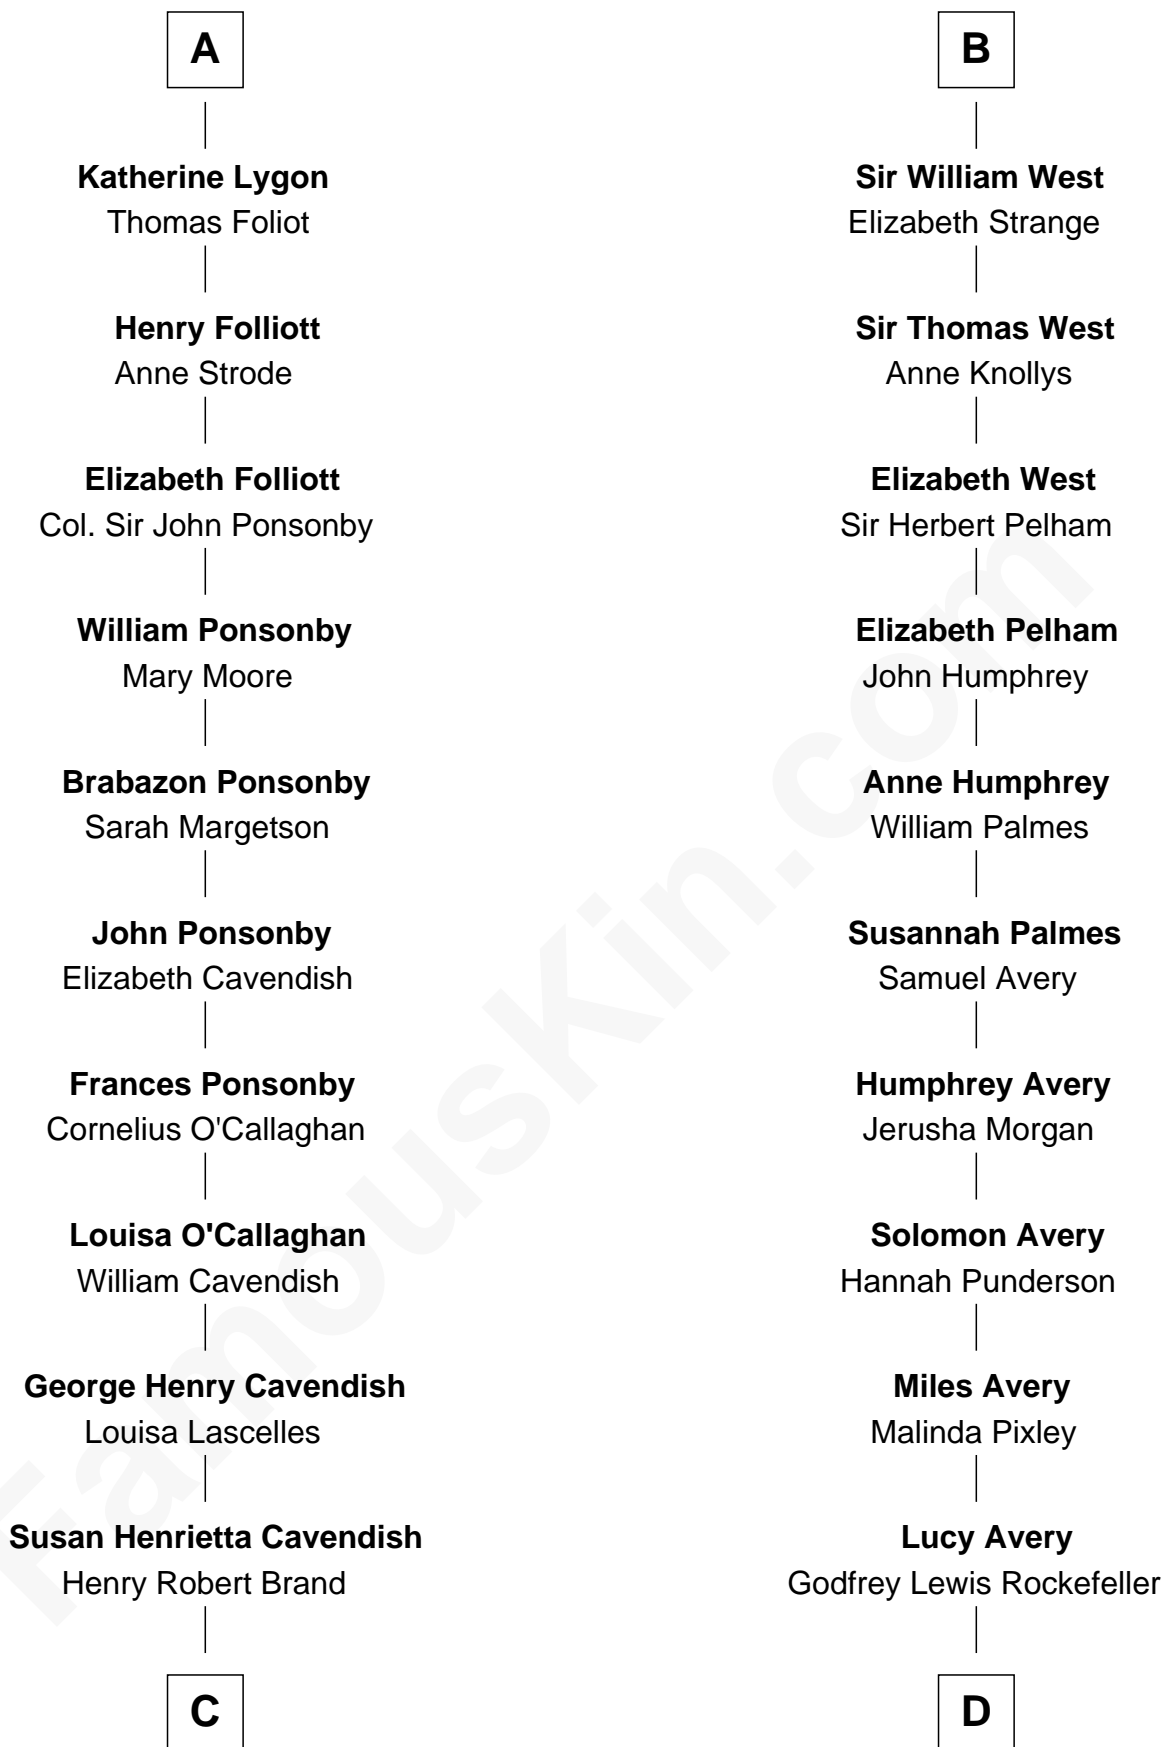 A
Katherine Lygon
Thomas Foliot
Henry Folliott
Anne Strode
Elizabeth Folliott
Col. Sir John Ponsonby
William Ponsonby
Mary Moore
Brabazon Ponsonby
Sarah Margetson
John Ponsonby
Elizabeth Cavendish
Frances Ponsonby
Cornelius O'Callaghan
Louisa O'Callaghan
William Cavendish
George Henry Cavendish
Louisa Lascelles
Susan Henrietta Cavendish
Henry Robert Brand
C
B
Sir William West
Elizabeth Strange
Sir Thomas West
Anne Knollys
Elizabeth West
Sir Herbert Pelham
Elizabeth Pelham
John Humphrey
Anne Humphrey
William Palmes
Susannah Palmes
Samuel Avery
Humphrey Avery
Jerusha Morgan
Solomon Avery
Hannah Punderson
Miles Avery
Malinda Pixley
Lucy Avery
Godfrey Lewis Rockefeller
D
FamousKin.com